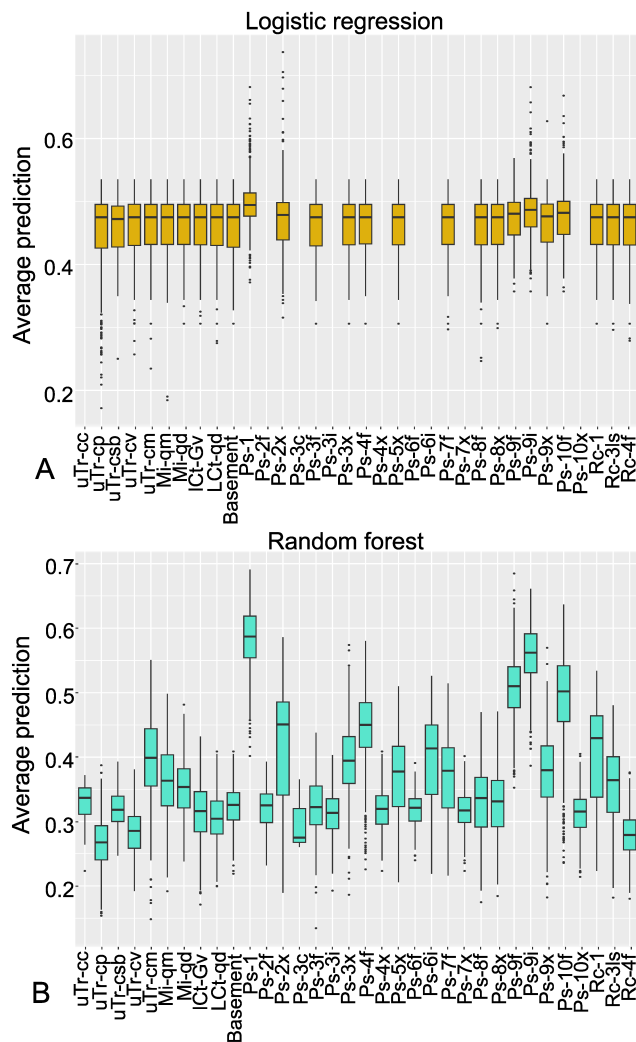 Logistic regression
Average prediction
0.6
0.4
0.2
uTr-cc
uTr-cp
uTr-csb
uTr-cv
uTr-cm
Mi-qm
Mi-qd
ICt-Gv
LCt-qd
Basement
Ps-1
Ps-2f
Ps-2x
Ps-3c
Ps-3f
Ps-3i
Ps-3x
Ps-4f
Ps-4x
Ps-5x
Ps-6f
Ps-6i
Ps-7f
Ps-7x
Ps-8f
Ps-8x
Ps-9f
Ps-9i
Ps-9x
Ps-10f
Ps-10x
Rc-1
Rc-3ls
Rc-4f
A
Random forest
Average prediction
0.7
0.6
0.5
0.4
0.3
0.2
uTr-cc
uTr-cp
uTr-csb
uTr-cv
uTr-cm
Mi-qm
Mi-qd
ICt-Gv
LCt-qd
Basement
Ps-1
Ps-2f
Ps-2x
Ps-3c
Ps-3f
Ps-3i
Ps-3x
Ps-4f
Ps-4x
Ps-5x
Ps-6f
Ps-6i
Ps-7f
Ps-7x
Ps-8f
Ps-8x
Ps-9f
Ps-9i
Ps-9x
Ps-10f
Ps-10x
Rc-1
Rc-3ls
Rc-4f
B